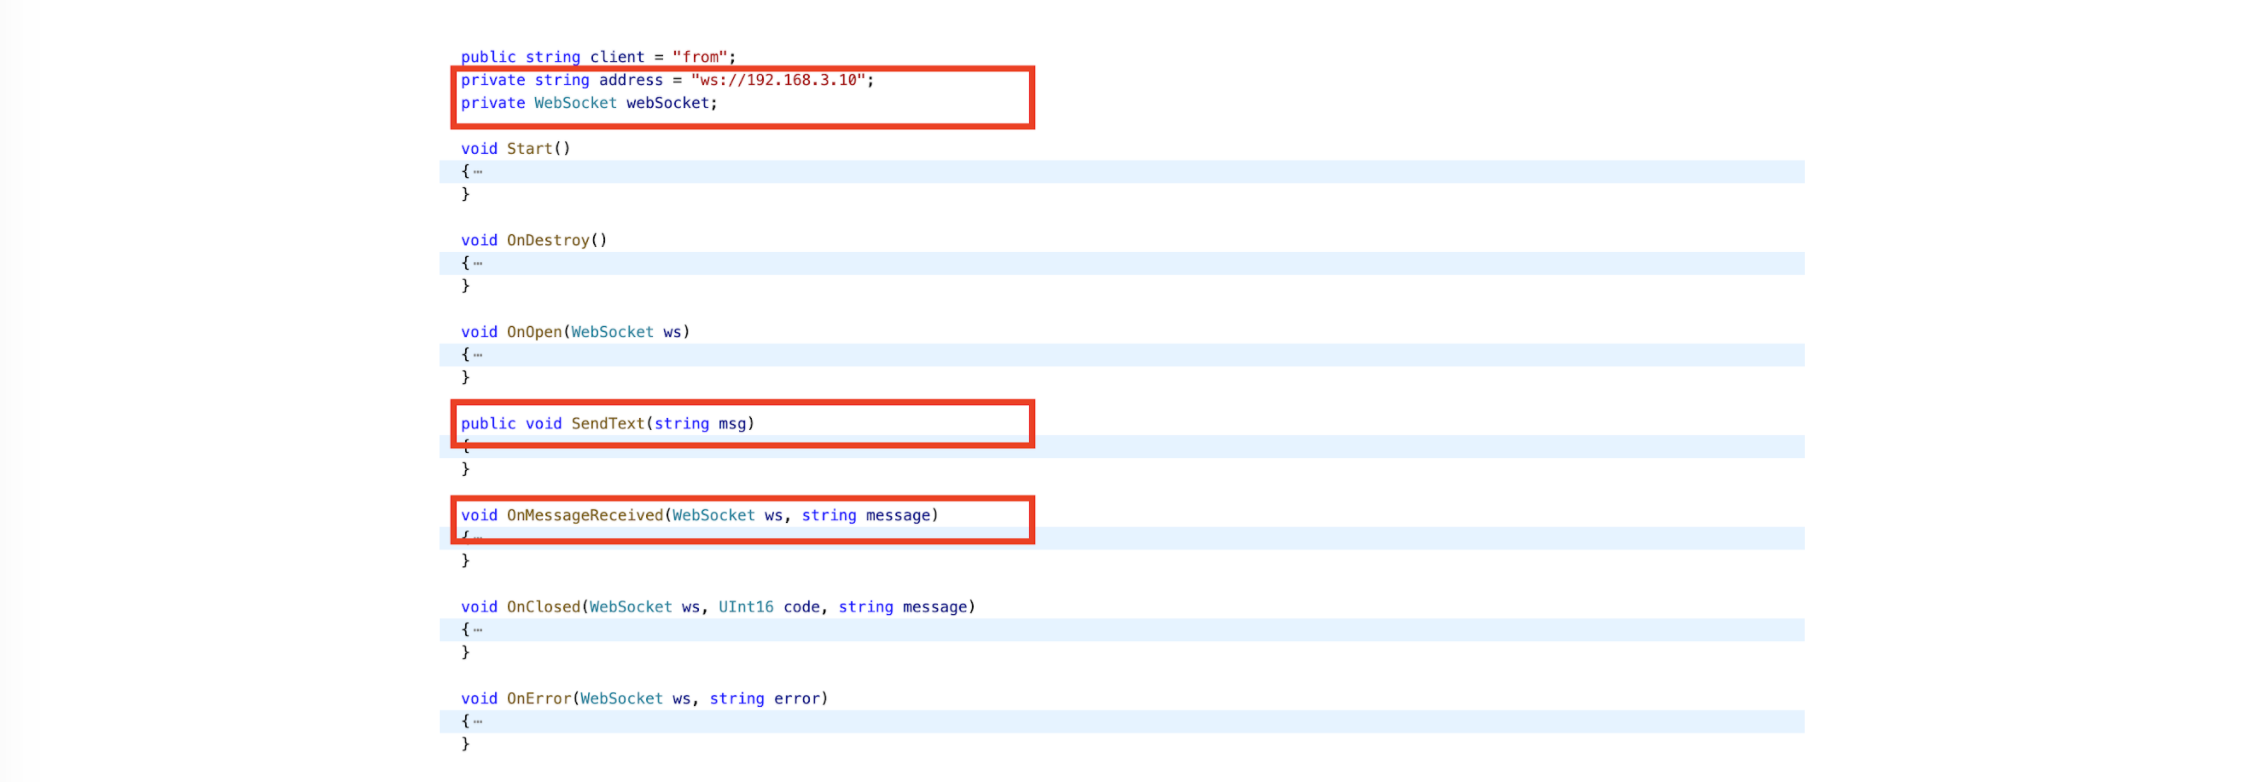 public string client = "from";
private string address = "ws://192.168.3.10";
private WebSocket webSocket;
void Start()
{…
}
void OnDestroy()
{…
}
void OnOpen(WebSocket ws)
{…
}
public void SendText(string msg)
{
}
void OnMessageReceived(WebSocket ws, string message)
{…
}
void OnClosed(WebSocket ws, UInt16 code, string message)
{…
}
void OnError(WebSocket ws, string error)
{…
}